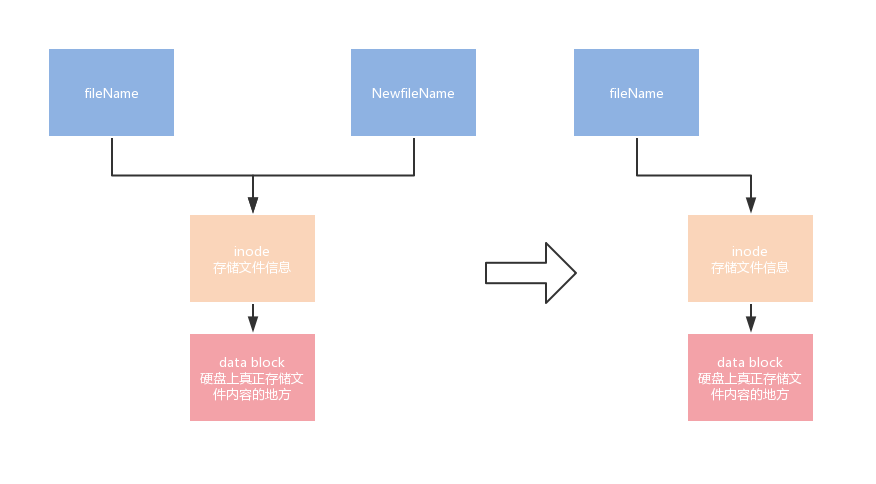 fileName
NewfileName
fileName
inode
存储文件信息
inode
存储文件信息
data block
硬盘上真正存储文
件内容的地方
data block
硬盘上真正存储文
件内容的地方